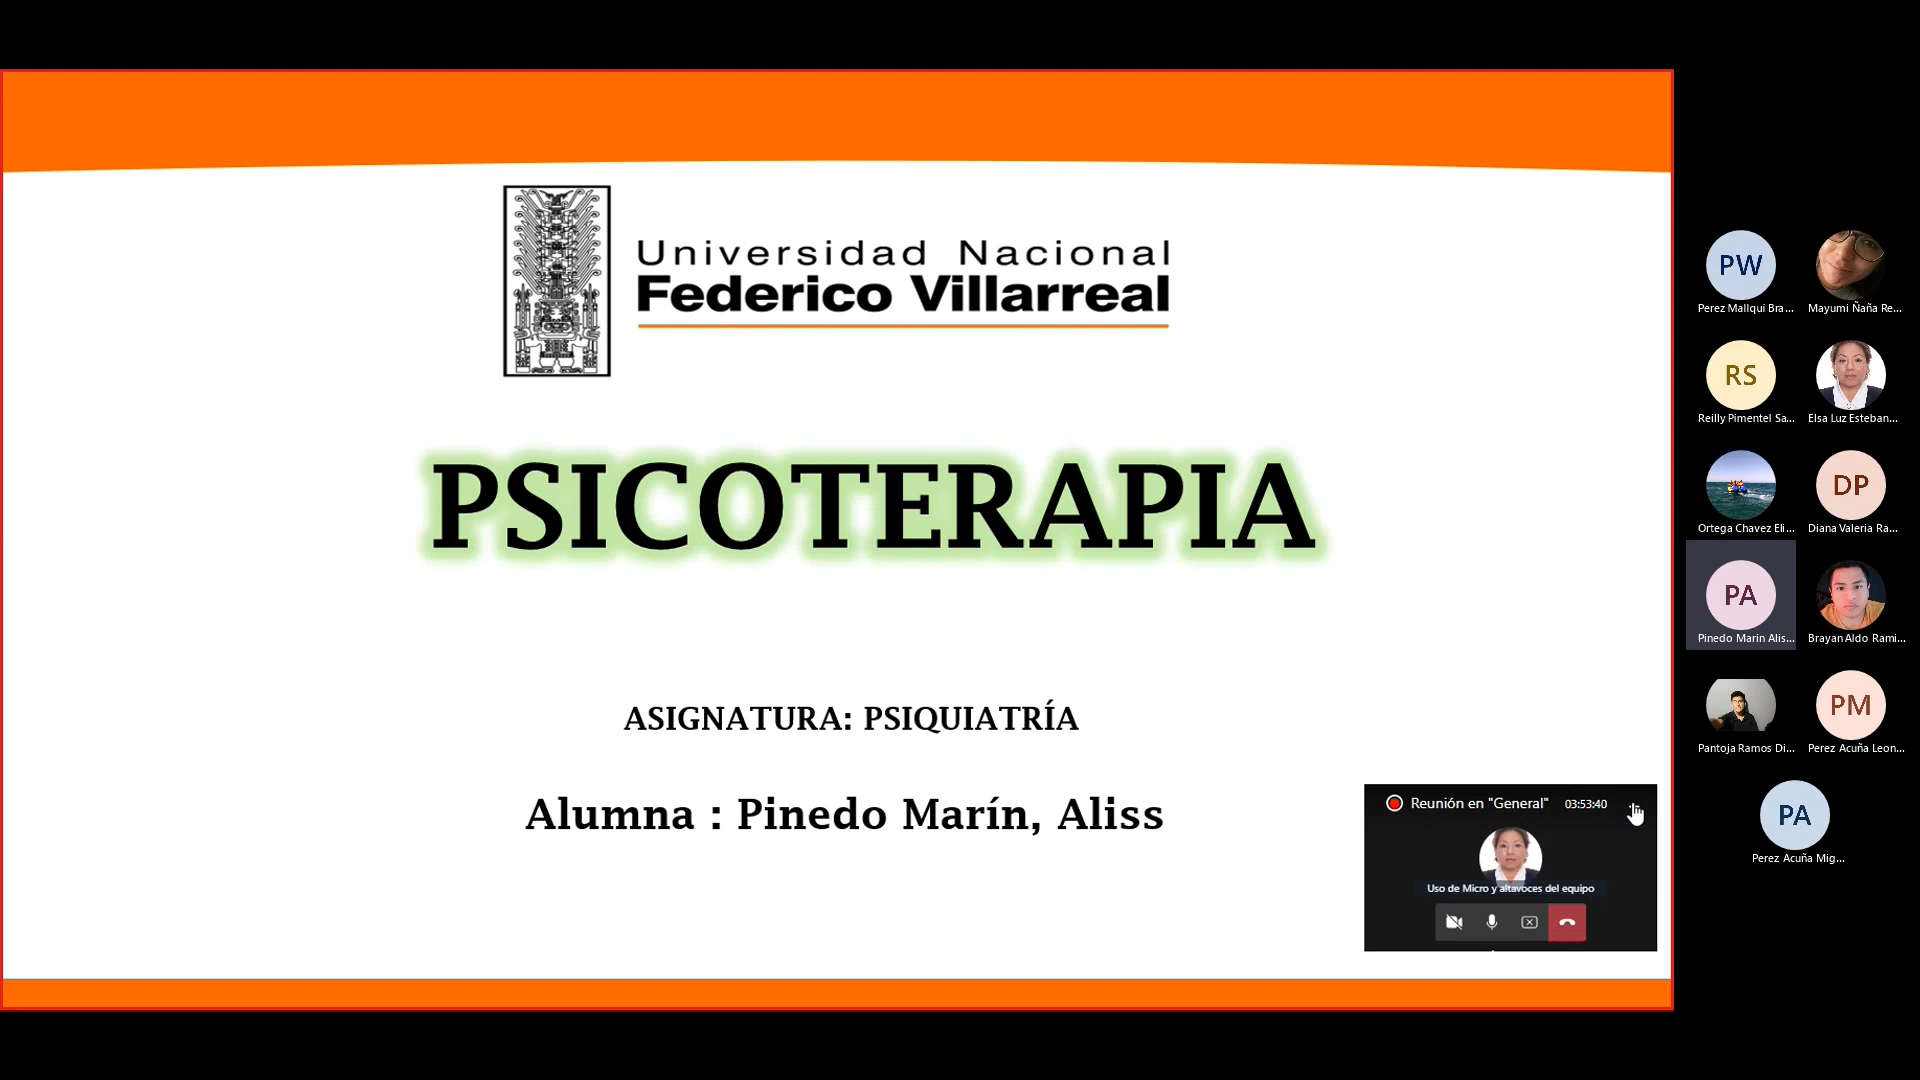 Universidad Nacional
Federico Villarreal
PSICOTERAPIA
ASIGNATURA: PSIQUIATRÍA
Alumna : Pinedo Marín, Aliss
Reunión en "General" 03:53:40
Uso de Micro y altavoces del equipo
PW
Perez Mallqui Bra...
Mayumi Ñaña Re...
RS
Reilly Pimentel Sa...
Elsa Luz Esteban...
Ortega Chavez Eli...
DP
Diana Valeria Ra...
PA
Pinedo Marin Alis...
Brayan Aldo Rami...
Pantoja Ramos Di...
PM
Perez Acuña Leon...
PA
Perez Acuña Mig...